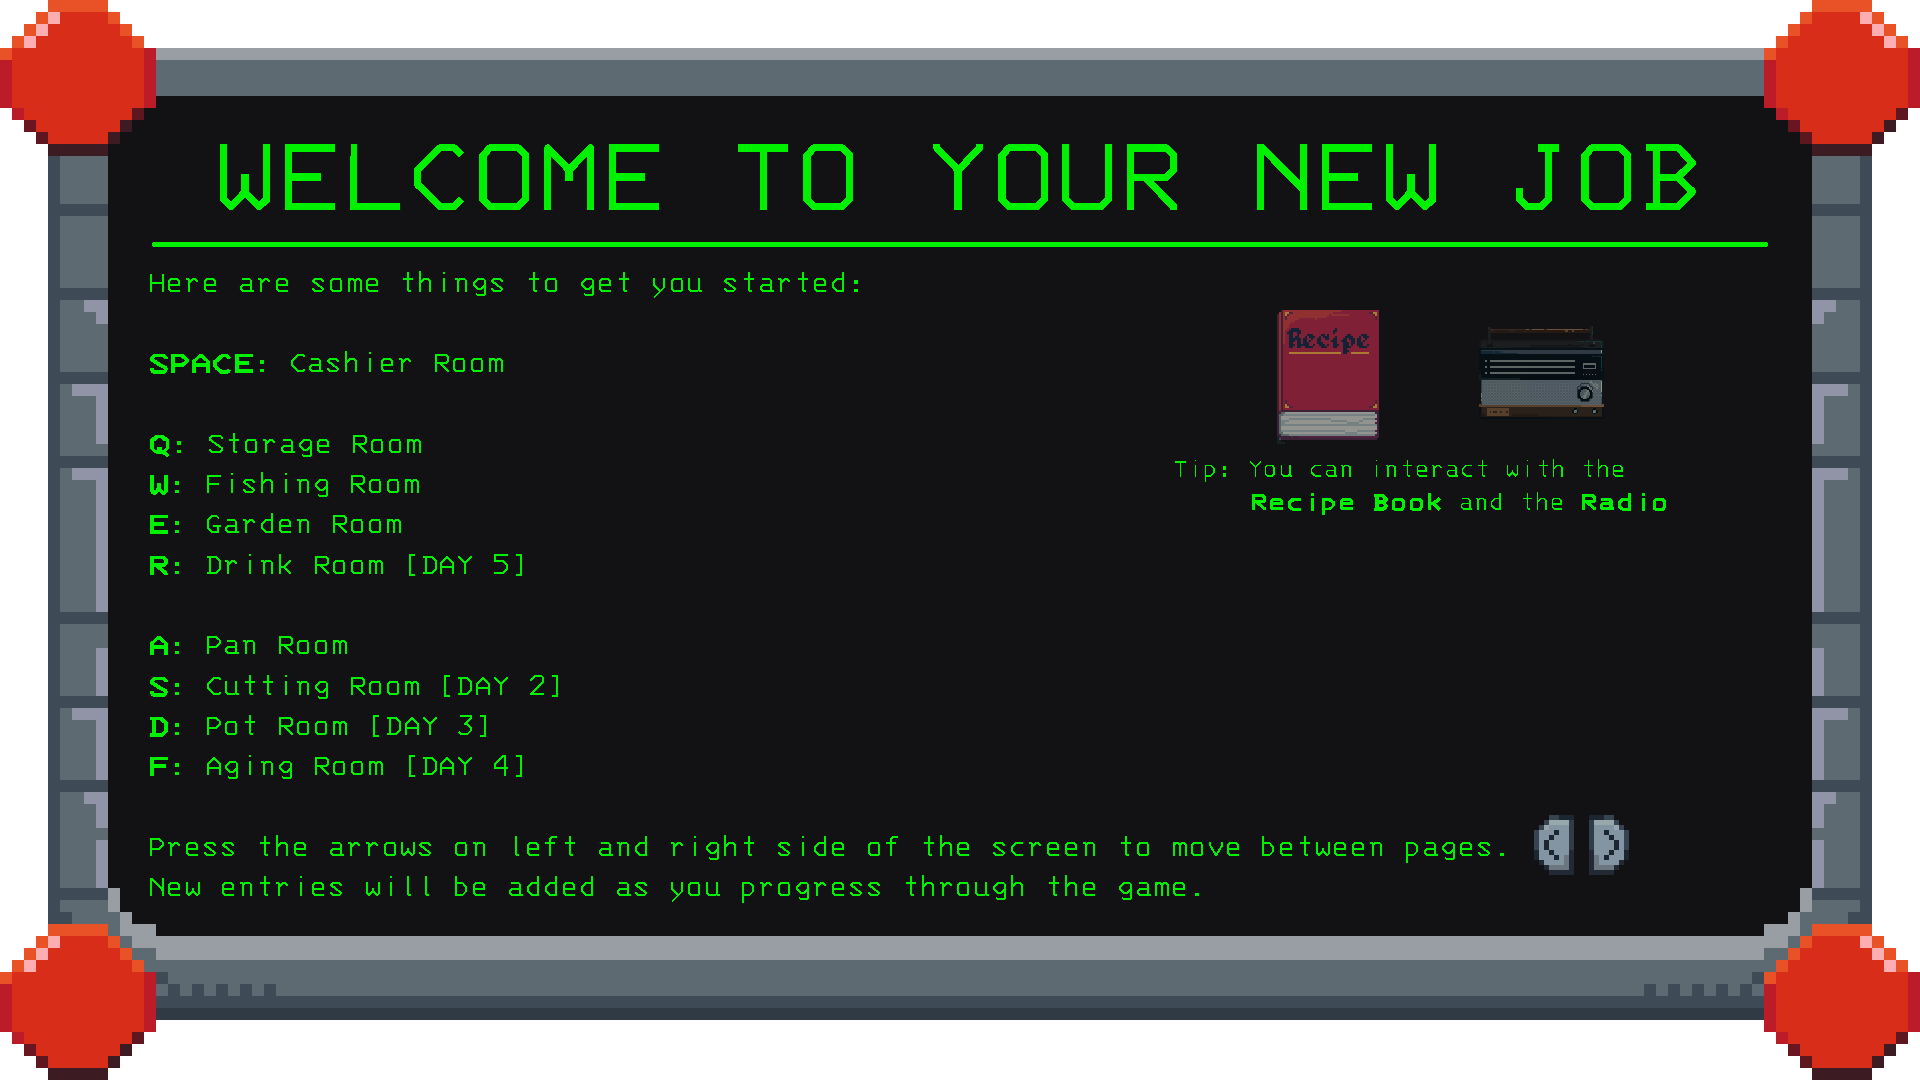 WELCOME TO YOUR NEW JOB
Here are some things to get you started:
SPACE: Cashier Room
Q: Storage Room
W: Fishing Room
E: Garden Room
R: Drink Room [DAY 5]
A: Pan Room
S: Cutting Room [DAY 2]
D: Pot Room [DAY 3]
F: Aging Room [DAY 4]
Recipe
Tip: You can interact with the
Recipe Book and the Radio
Press the arrows on left and right side of the screen to move between pages.
New entries will be added as you progress through the game.